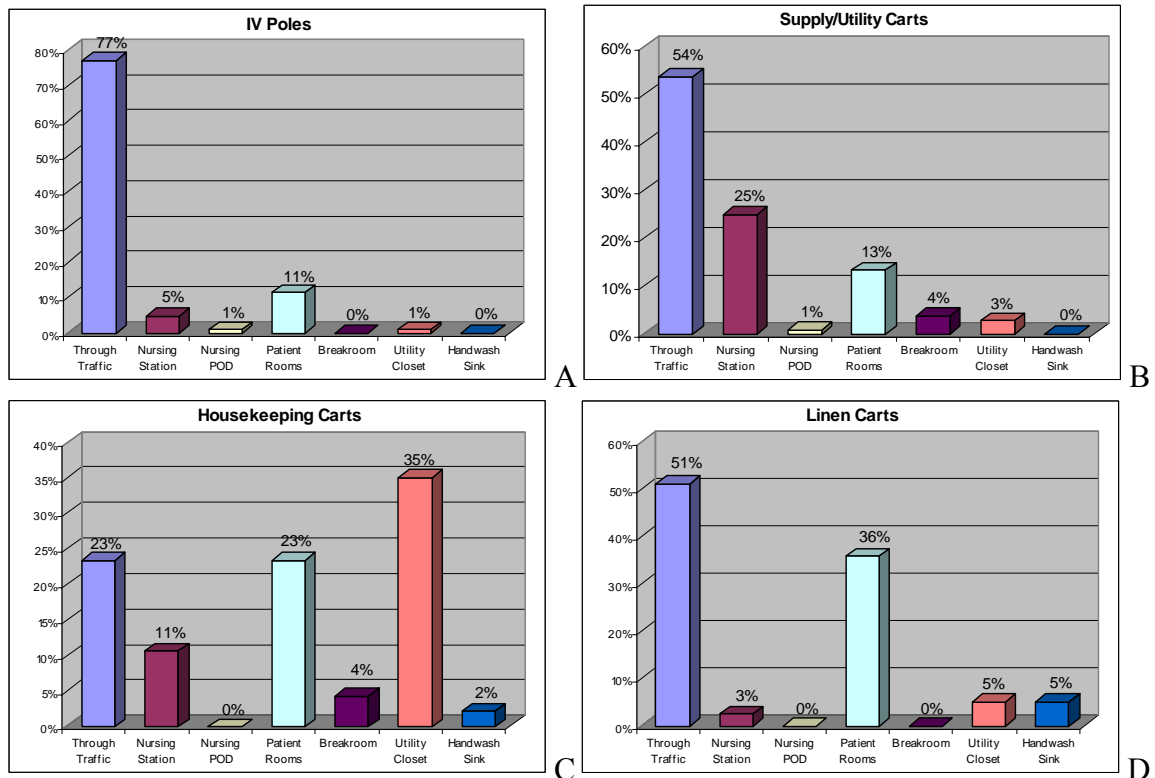 IV Poles
77%
80%
70%
60%
50%
40%
30%
20%
10%
0%
5%
1%
11%
0%
1%
0%
Through Traffic
Nursing Station
Nursing POD
Patient Rooms
Breakroom
Utility Closet
Handwash Sink
A
Supply/Utility Carts
60%
50%
40%
30%
20%
10%
0%
54%
25%
1%
13%
4%
3%
0%
Through Traffic
Nursing Station
Nursing POD
Patient Rooms
Breakroom
Utility Closet
Handwash Sink
B
Housekeeping Carts
40%
35%
30%
25%
20%
15%
10%
5%
0%
23%
11%
0%
23%
4%
35%
2%
Through Traffic
Nursing Station
Nursing POD
Patient Rooms
Breakroom
Utility Closet
Handwash Sink
C
Linen Carts
60%
50%
40%
30%
20%
10%
0%
51%
3%
0%
36%
0%
5%
5%
Through Traffic
Nursing Station
Nursing POD
Patient Rooms
Breakroom
Utility Closet
Handwash Sink
D